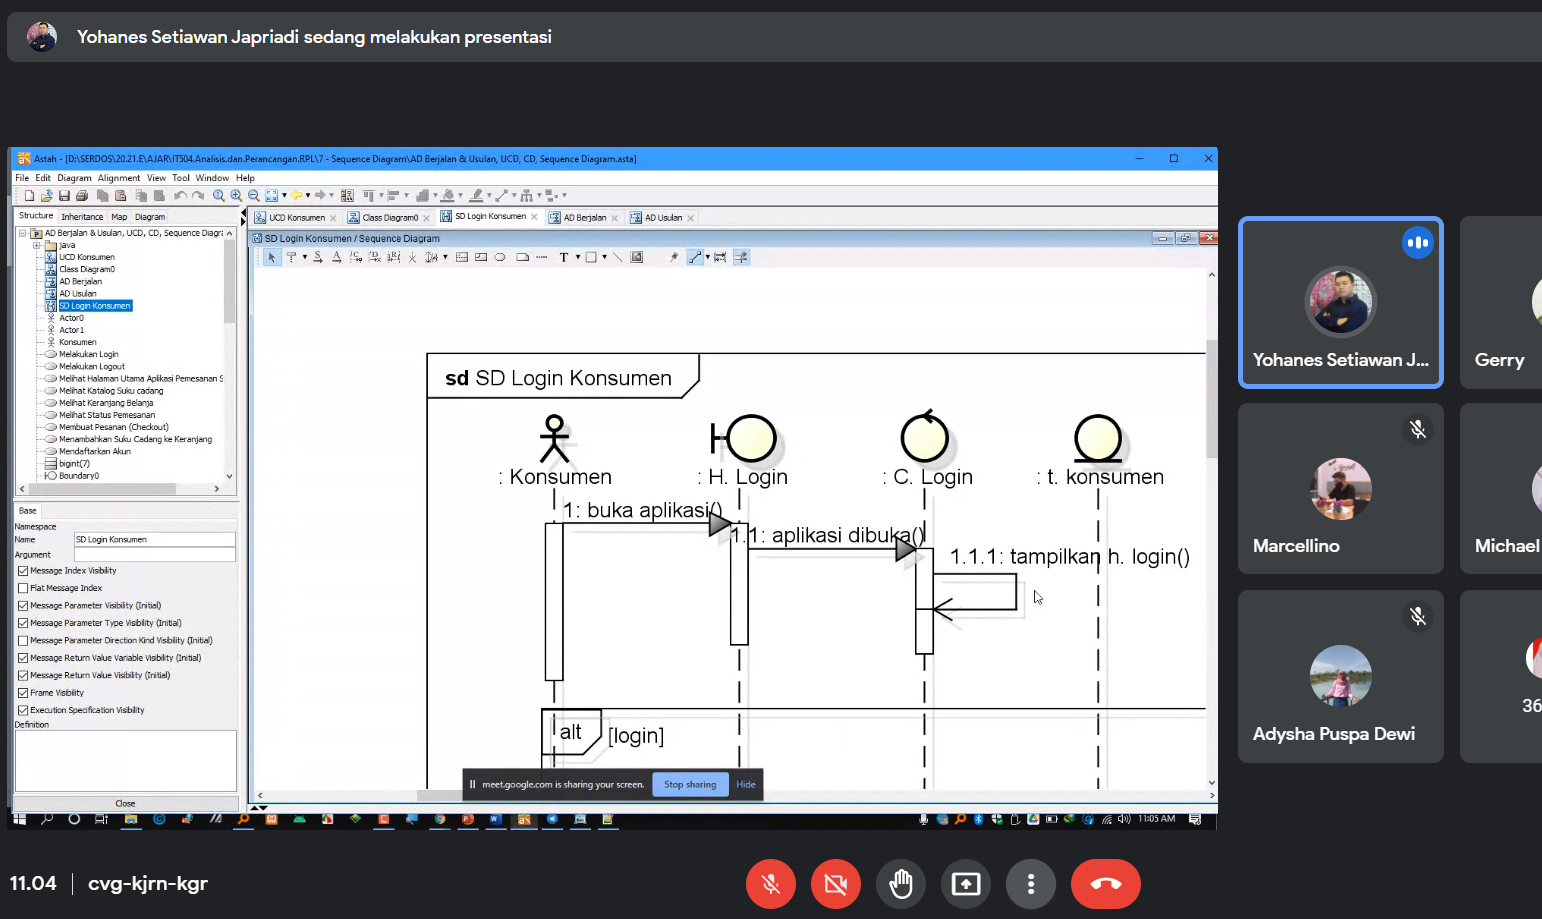 Yohanes Setiawan Japriadi sedang melakukan presentasi
Astah - [D:\SERDOS\20.21.E\AJAR\IT504.Analisis.dan.Perancangan.RPL\7 - Sequence Diagram\AD Berjalan & Usulan, UCD, CD, Sequence Diagram.asta]
File Edit Diagram Alignment View Tool Window Help
Structure Inheritance Map Diagram
UCD Konsumen Class Diagram0 SD Login Konsumen AD Berjalan AD Usulan
SD Login Konsumen / Sequence Diagram
AD Berjalan & Usulan, UCD, CD, Sequence Diagra
java
UCD Konsumen
Class Diagram0
AD Berjalan
AD Usulan
SD Login Konsumen
Actor0
Actor1
Konsumen
Melakukan Login
Melakukan Logout
Melihat Halaman Utama Aplikasi Pemesanan S
Melihat Katalog Suku cadang
Melihat Keranjang Belanja
Melihat Status Pemesanan
Membuat Pesanan (Checkout)
Menambahkan Suku Cadang ke Keranjang
Mendaftarkan Akun
bigint(7)
Boundary0
Base
Namespace
Name SD Login Konsumen
Argument
Message Index Visibility
Flat Message Index
Message Parameter Visibility (Initial)
Message Parameter Type Visibility (Initial)
Message Parameter Direction Kind Visibility (Initial)
Message Return Value Variable Visibility (Initial)
Message Return Value Visibility (Initial)
Frame Visibility
Execution Specification Visibility
Definition
Close
sd SD Login Konsumen
: Konsumen : H. Login : C. Login : t. konsumen
1: buka aplikasi()
1.1: aplikasi dibuka()
1.1.1: tampilkan h. login()
alt [login]
meet.google.com is sharing your screen. Stop sharing Hide
11:05 AM
Yohanes Setiawan J...
Gerry
Marcellino
Michael
Adysha Puspa Dewi
36
11.04 | cvg-kjrn-kgr